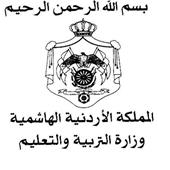 بسم الله الرحمن الرحيم
المملكة الأردنية الهاشمية
وزارة التربية والتعليم